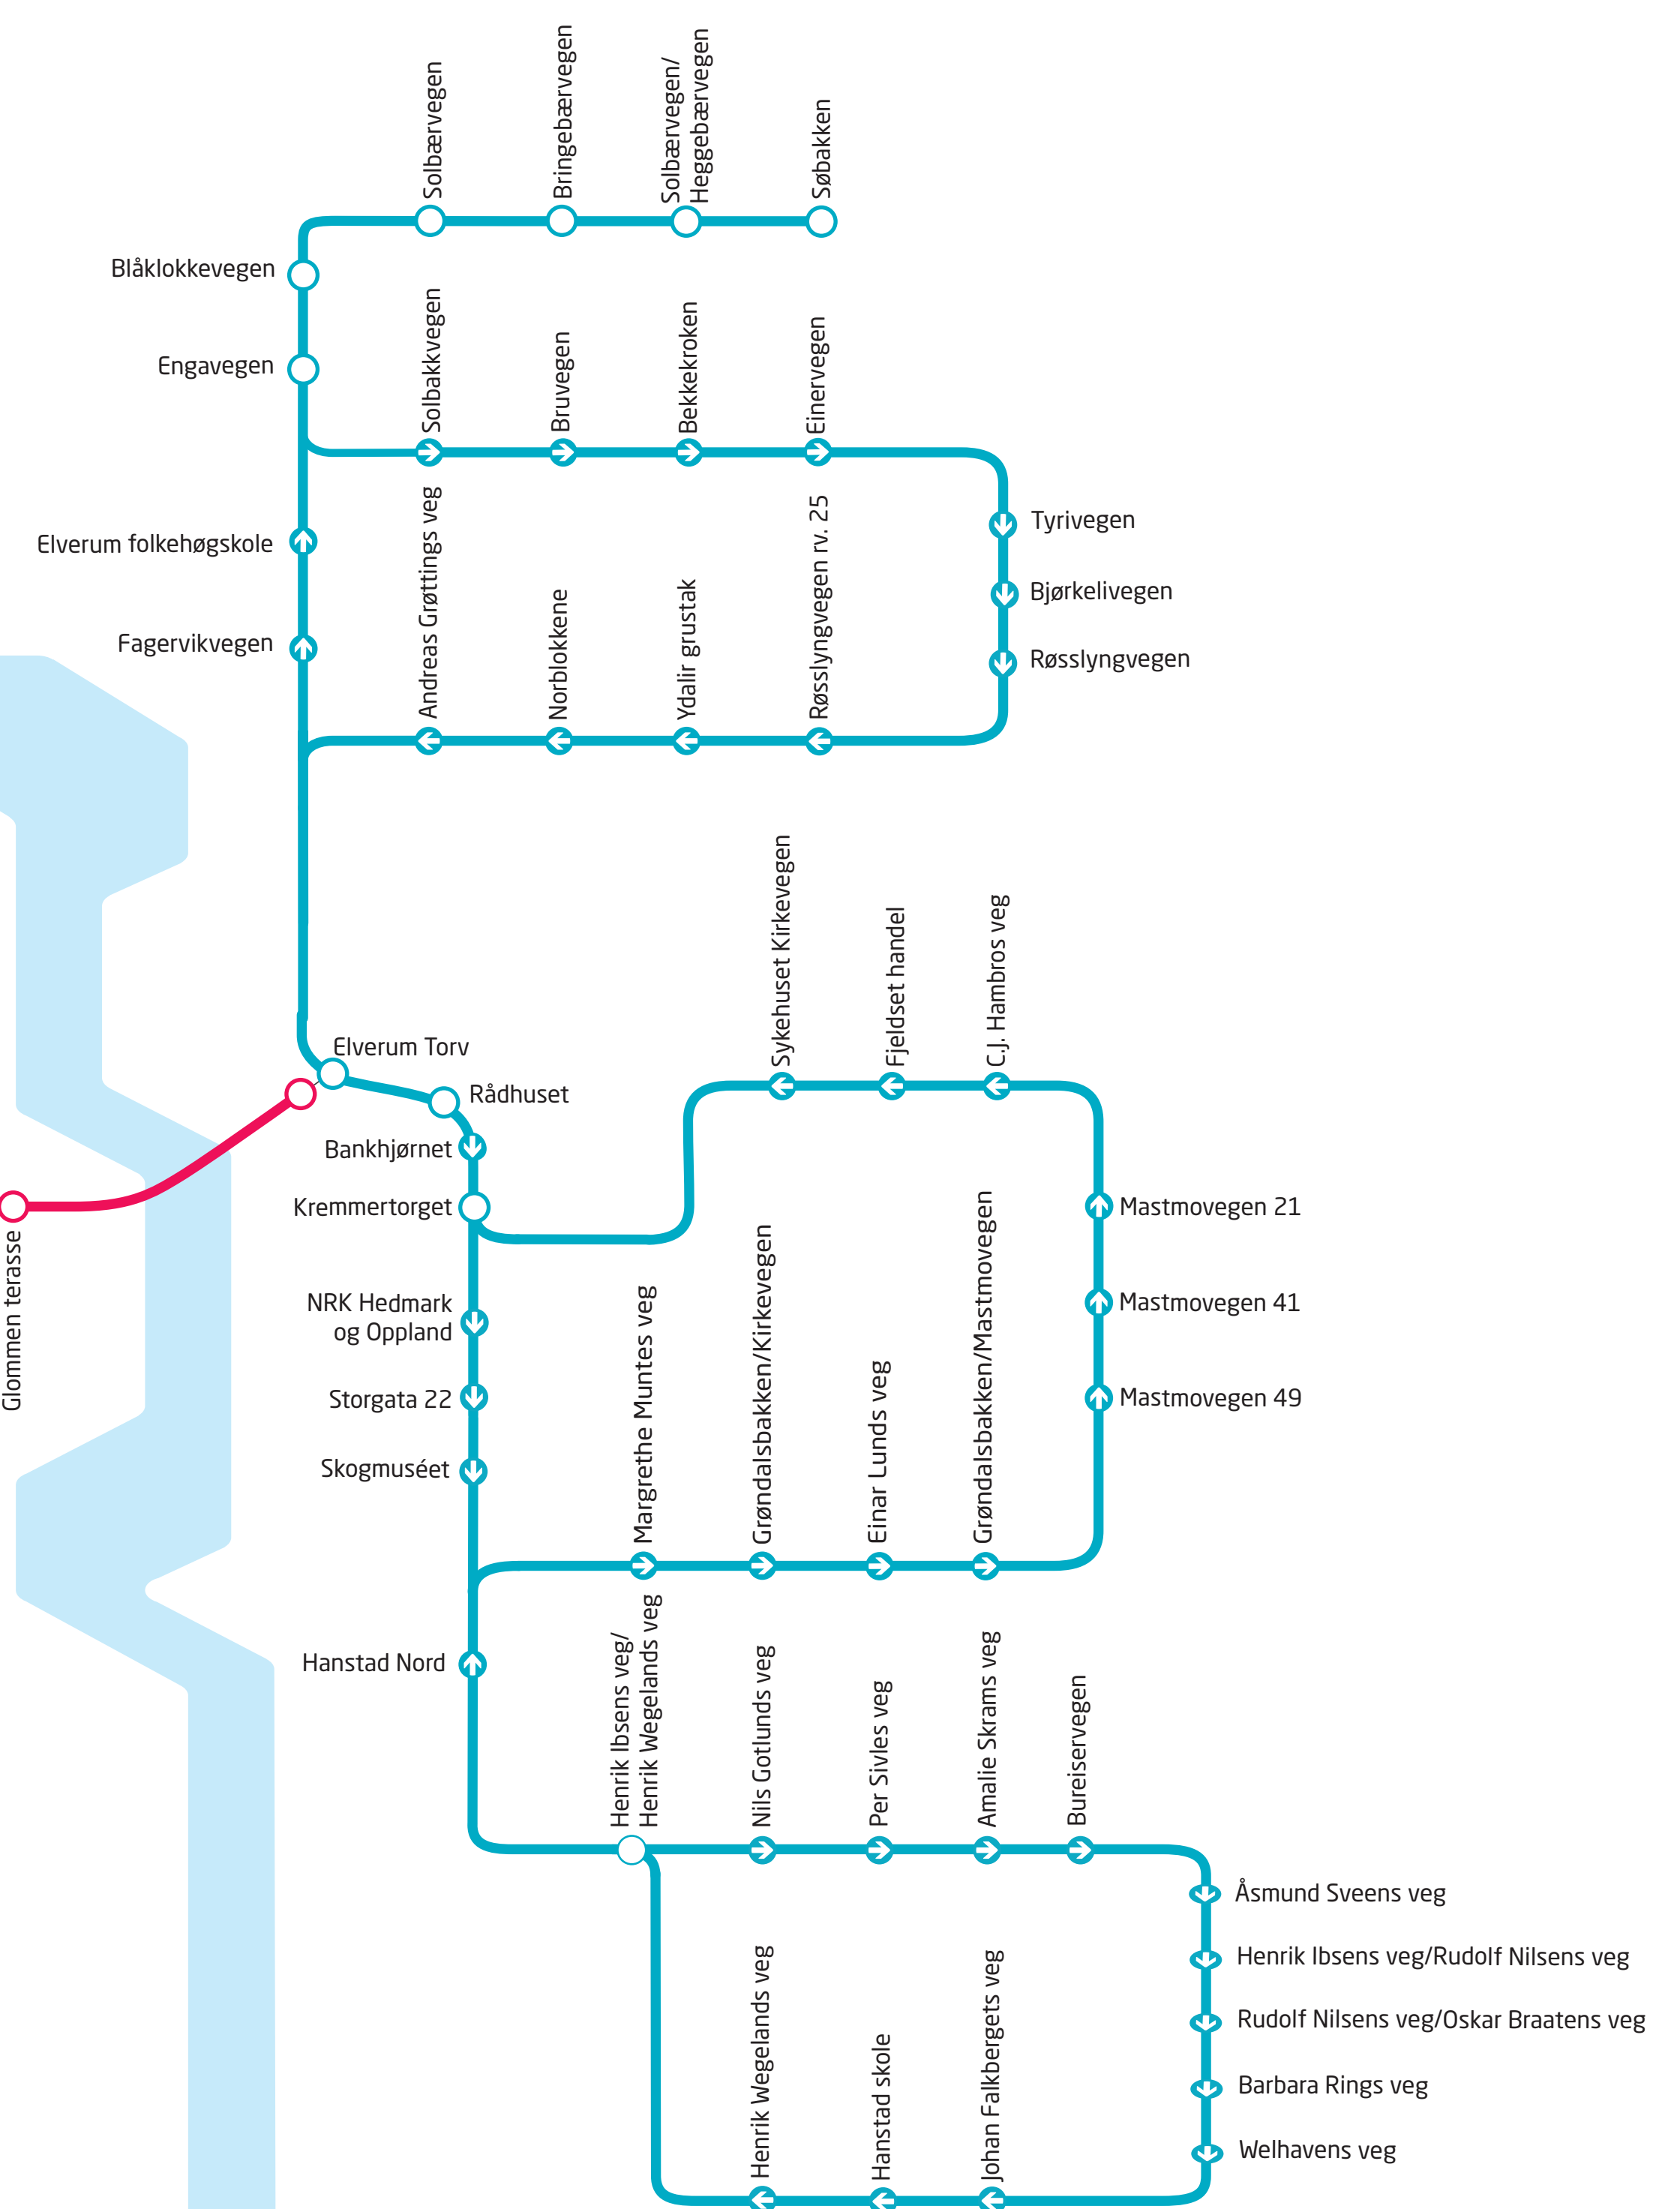 Solbærvegen
Bringebærvegen
Solbærvegen/
Heggebærvegen
Søbakken
Blåklokkevegen
Engavegen
Solbakkvegen
Bruvegen
Bekkekroken
Einervegen
Tyrivegen
Bjørkelivegen
Røsslyngvegen
Elverum folkehøgskole
Fagervikvegen
Andreas Grøttings veg
Norblokkene
Ydalir grustak
Røsslyngvegen rv. 25
Elverum Torv
Rådhuset
Bankhjørnet
Kremmertorget
Glommen terasse
Sykehuset Kirkevegen
Fjeldset handel
C.J. Hambros veg
Mastmovegen 21
Mastmovegen 41
Mastmovegen 49
NRK Hedmark
og Oppland
Storgata 22
Skogmuséet
Margrethe Muntes veg
Grøndalsbakken/Kirkevegen
Einar Lunds veg
Grøndalsbakken/Mastmovegen
Hanstad Nord
Henrik Ibsens veg/
Henrik Wegelands veg
Nils Gotlunds veg
Per Sivles veg
Amalie Skrams veg
Bureiservegen
Åsmund Sveens veg
Henrik Ibsens veg/Rudolf Nilsens veg
Rudolf Nilsens veg/Oskar Braatens veg
Barbara Rings veg
Welhavens veg
Henrik Wegelands veg
Hanstad skole
Johan Falkbergets veg